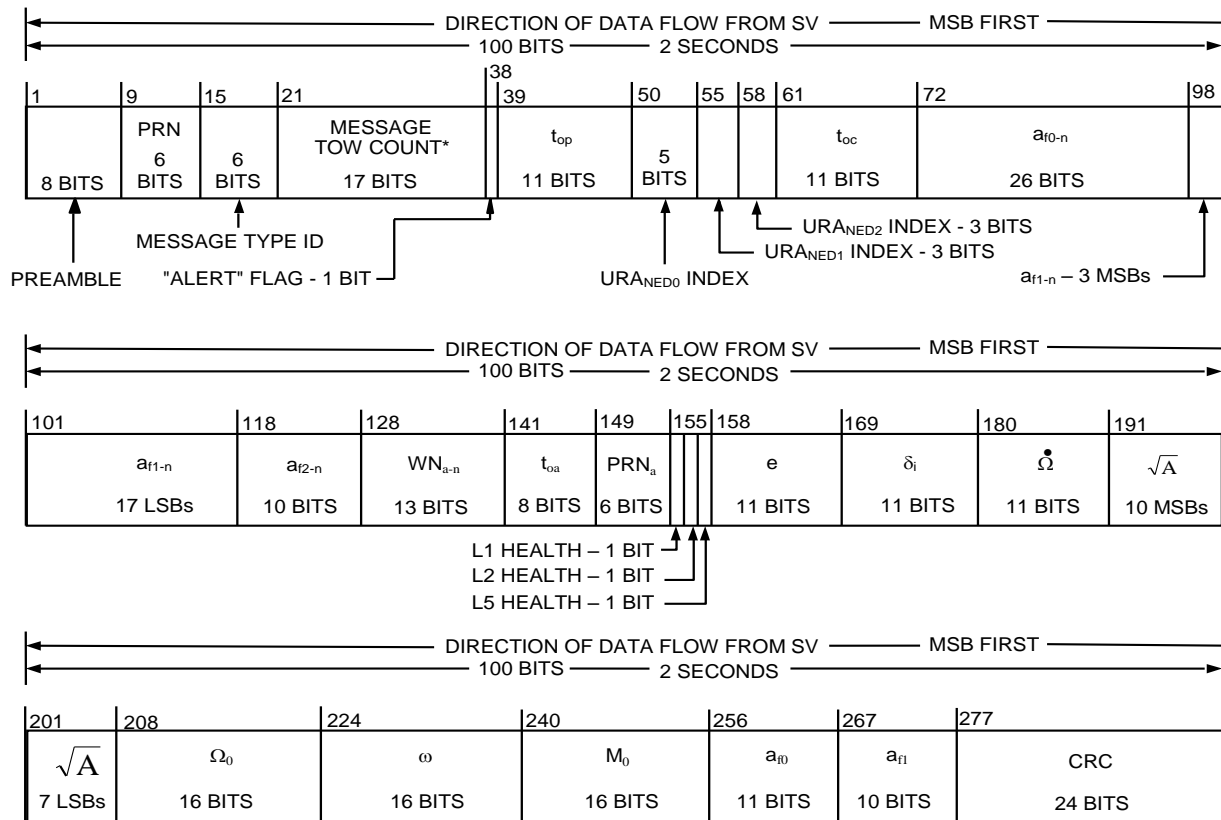 DIRECTION OF DATA FLOW FROM SV MSB FIRST
100 BITS 2 SECONDS
1 9 15 21 38 39 50 55 58 61 72 98
8 BITS
PRN
6
BITS
6
BITS
MESSAGE
TOW COUNT*
17 BITS
t_op
11 BITS
5
BITS
t_oc
11 BITS
a_f0-n
26 BITS
PREAMBLE
MESSAGE TYPE ID
"ALERT" FLAG - 1 BIT
URA_NED0 INDEX
URA_NED2 INDEX - 3 BITS
URA_NED1 INDEX - 3 BITS
a_f1-n – 3 MSBs
DIRECTION OF DATA FLOW FROM SV MSB FIRST
100 BITS 2 SECONDS
101 118 128 141 149 155 158 169 180 191
a_f1-n
17 LSBs
a_f2-n
10 BITS
WN_a-n
13 BITS
t_oa
8 BITS
PRN_a
6 BITS
e
11 BITS
δ_i
11 BITS
Ω̇
11 BITS
√A
10 MSBs
L1 HEALTH – 1 BIT
L2 HEALTH – 1 BIT
L5 HEALTH – 1 BIT
DIRECTION OF DATA FLOW FROM SV MSB FIRST
100 BITS 2 SECONDS
201 208 224 240 256 267 277
√A
7 LSBs
Ω_0
16 BITS
ω
16 BITS
M_0
16 BITS
a_f0
11 BITS
a_f1
10 BITS
CRC
24 BITS